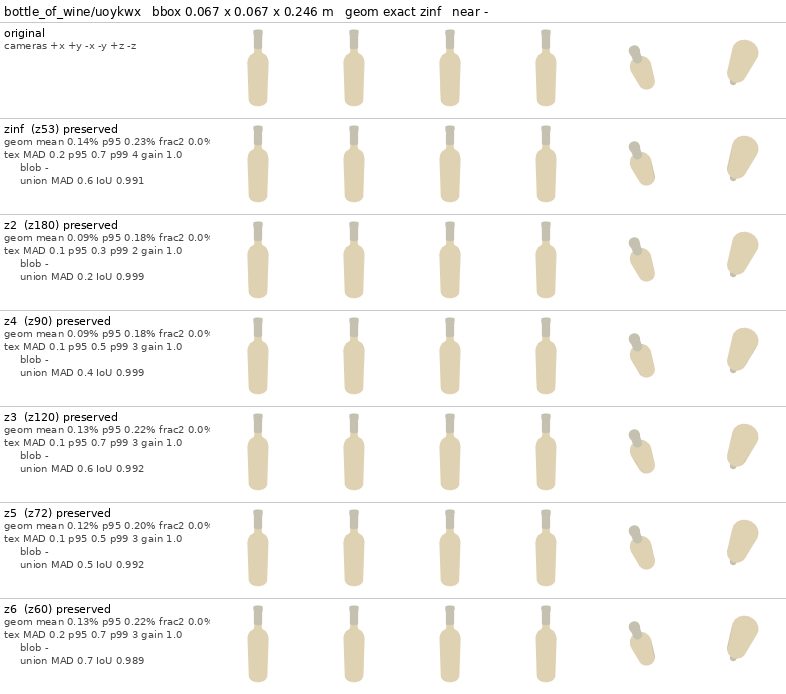 bottle_of_wine/uoykwx bbox 0.067 x 0.067 x 0.246 m geom exact zinf near -
original
cameras +x +y -x -y +z -z
zinf (z53) preserved
geom mean 0.14% p95 0.23% frac2 0.0%
tex MAD 0.2 p95 0.7 p99 4 gain 1.0
blob -
union MAD 0.6 IoU 0.991
z2 (z180) preserved
geom mean 0.09% p95 0.18% frac2 0.0%
tex MAD 0.1 p95 0.3 p99 2 gain 1.0
blob -
union MAD 0.2 IoU 0.999
z4 (z90) preserved
geom mean 0.09% p95 0.18% frac2 0.0%
tex MAD 0.1 p95 0.5 p99 3 gain 1.0
blob -
union MAD 0.4 IoU 0.999
z3 (z120) preserved
geom mean 0.13% p95 0.22% frac2 0.0%
tex MAD 0.1 p95 0.7 p99 3 gain 1.0
blob -
union MAD 0.6 IoU 0.992
z5 (z72) preserved
geom mean 0.12% p95 0.20% frac2 0.0%
tex MAD 0.1 p95 0.5 p99 3 gain 1.0
blob -
union MAD 0.5 IoU 0.992
z6 (z60) preserved
geom mean 0.13% p95 0.22% frac2 0.0%
tex MAD 0.2 p95 0.7 p99 3 gain 1.0
blob -
union MAD 0.7 IoU 0.989